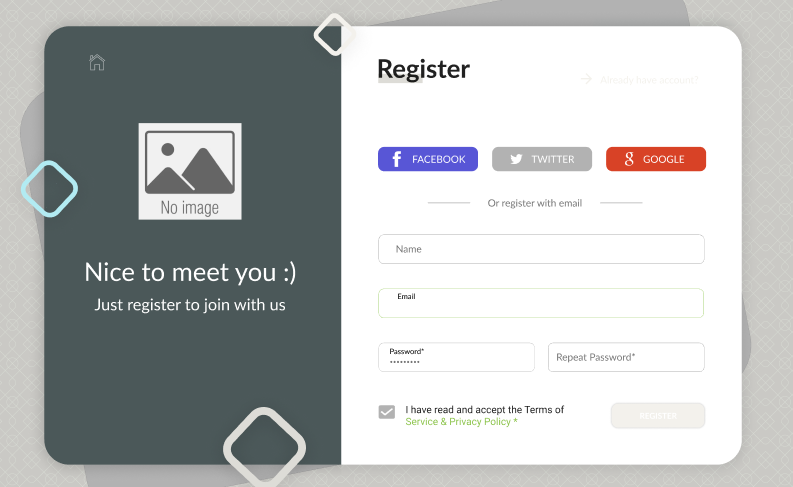 No image
Nice to meet you :)
Just register to join with us
Register
Already have account?
f FACEBOOK
TWITTER
g GOOGLE
Or register with email
Name
Email
Password*
•••••••••
Repeat Password*
I have read and accept the Terms of
Service & Privacy Policy *
REGISTER